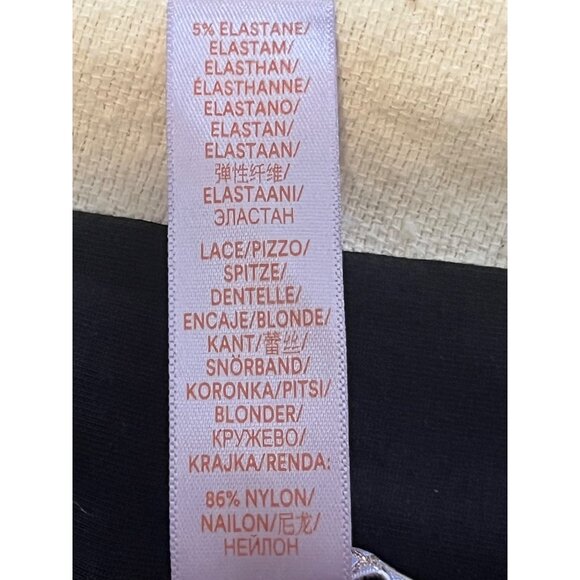 5% ELASTANE/
ELASTAM/
ELASTHAN/
ÉLASTHANNE/
ELASTANO/
ELASTAN/
ELASTAAN/
弹性纤维/
ELASTAANI/
ЭЛАСТАН
LACE/PIZZO/
SPITZE/
DENTELLE/
ENCAJE/BLONDE/
KANT/蕾丝/
SNÖRBAND/
KORONKA/PITSI/
BLONDER/
КРУЖЕВО/
KRAJKA/RENDA:
86% NYLON/
NAILON/尼龙/
НЕЙЛОН